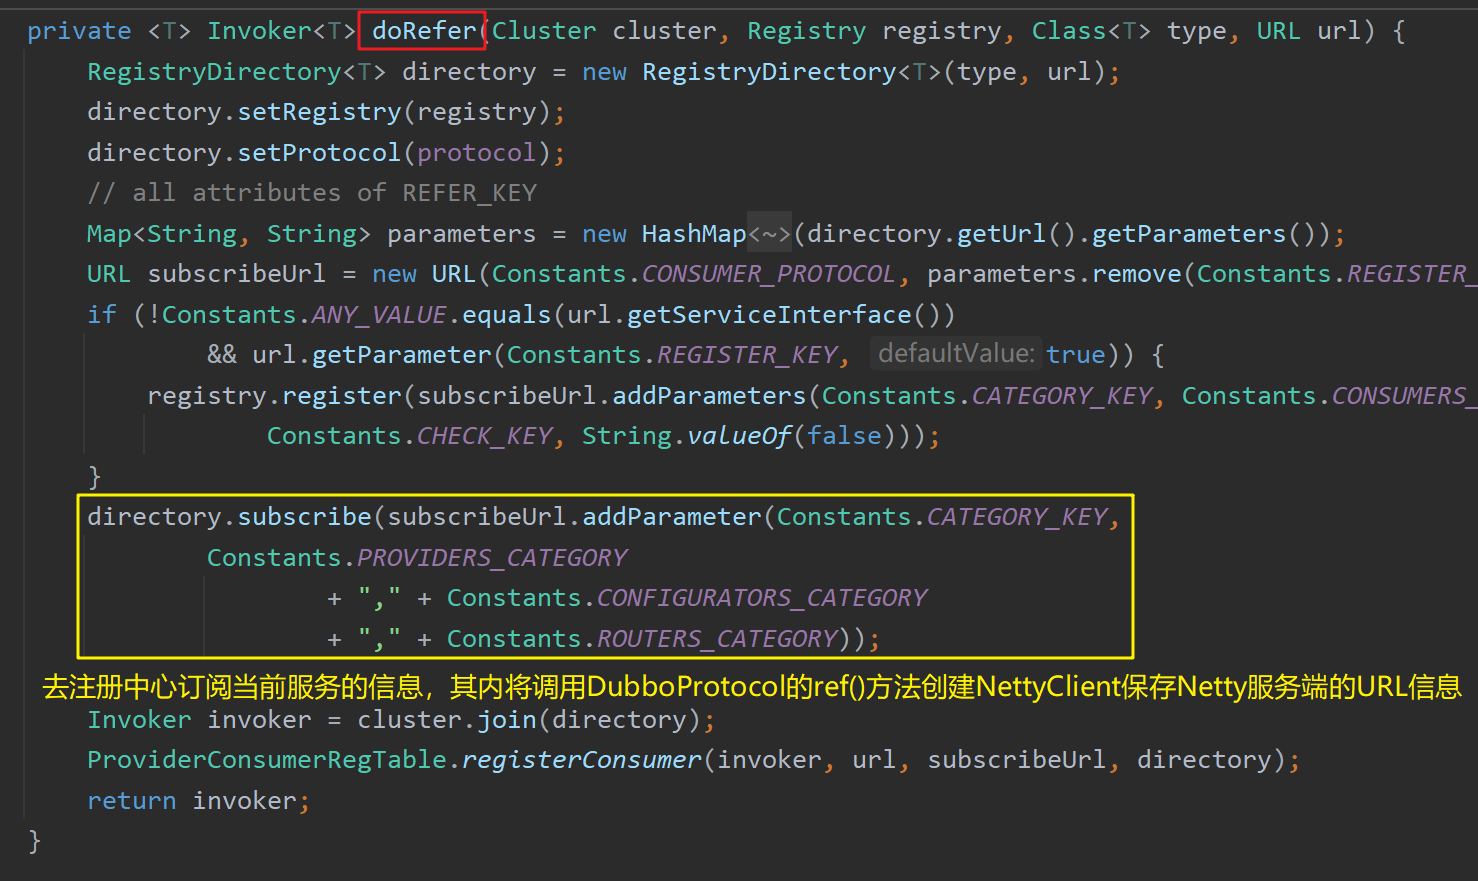 private <T> Invoker<T> doRefer(Cluster cluster, Registry registry, Class<T> type, URL url) {
RegistryDirectory<T> directory = new RegistryDirectory<T>(type, url);
directory.setRegistry(registry);
directory.setProtocol(protocol);
// all attributes of REFER_KEY
Map<String, String> parameters = new HashMap<~>(directory.getUrl().getParameters());
URL subscribeUrl = new URL(Constants.CONSUMER_PROTOCOL, parameters.remove(Constants.REGISTER_
if (!Constants.ANY_VALUE.equals(url.getServiceInterface())
&& url.getParameter(Constants.REGISTER_KEY, defaultValue: true)) {
registry.register(subscribeUrl.addParameters(Constants.CATEGORY_KEY, Constants.CONSUMERS_
Constants.CHECK_KEY, String.valueOf(false)));
}
directory.subscribe(subscribeUrl.addParameter(Constants.CATEGORY_KEY,
Constants.PROVIDERS_CATEGORY
+ "," + Constants.CONFIGURATORS_CATEGORY
+ "," + Constants.ROUTERS_CATEGORY));
去注册中心订阅当前服务的信息，其内将调用DubboProtocol的ref()方法创建NettyClient保存Netty服务端的URL信息
Invoker invoker = cluster.join(directory);
ProviderConsumerRegTable.registerConsumer(invoker, url, subscribeUrl, directory);
return invoker;
}